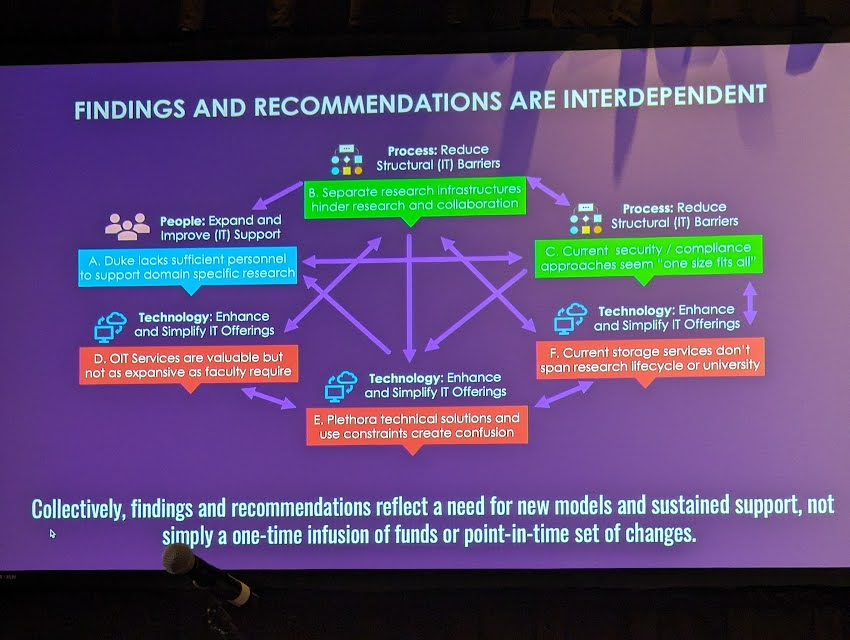 FINDINGS AND RECOMMENDATIONS ARE INTERDEPENDENT
Process: Reduce
Structural (IT) Barriers
B. Separate research infrastructures
hinder research and collaboration
People: Expand and
Improve (IT) Support
A. Duke lacks sufficient personnel
to support domain specific research
Process: Reduce
Structural (IT) Barriers
C. Current security / compliance
approaches seem "one size fits all"
Technology: Enhance
and Simplify IT Offerings
D. OIT Services are valuable but
not as expansive as faculty require
Technology: Enhance
and Simplify IT Offerings
F. Current storage services don't
span research lifecycle or university
Technology: Enhance
and Simplify IT Offerings
E. Plethora technical solutions and
use constraints create confusion
Collectively, findings and recommendations reflect a need for new models and sustained support, not
simply a one-time infusion of funds or point-in-time set of changes.